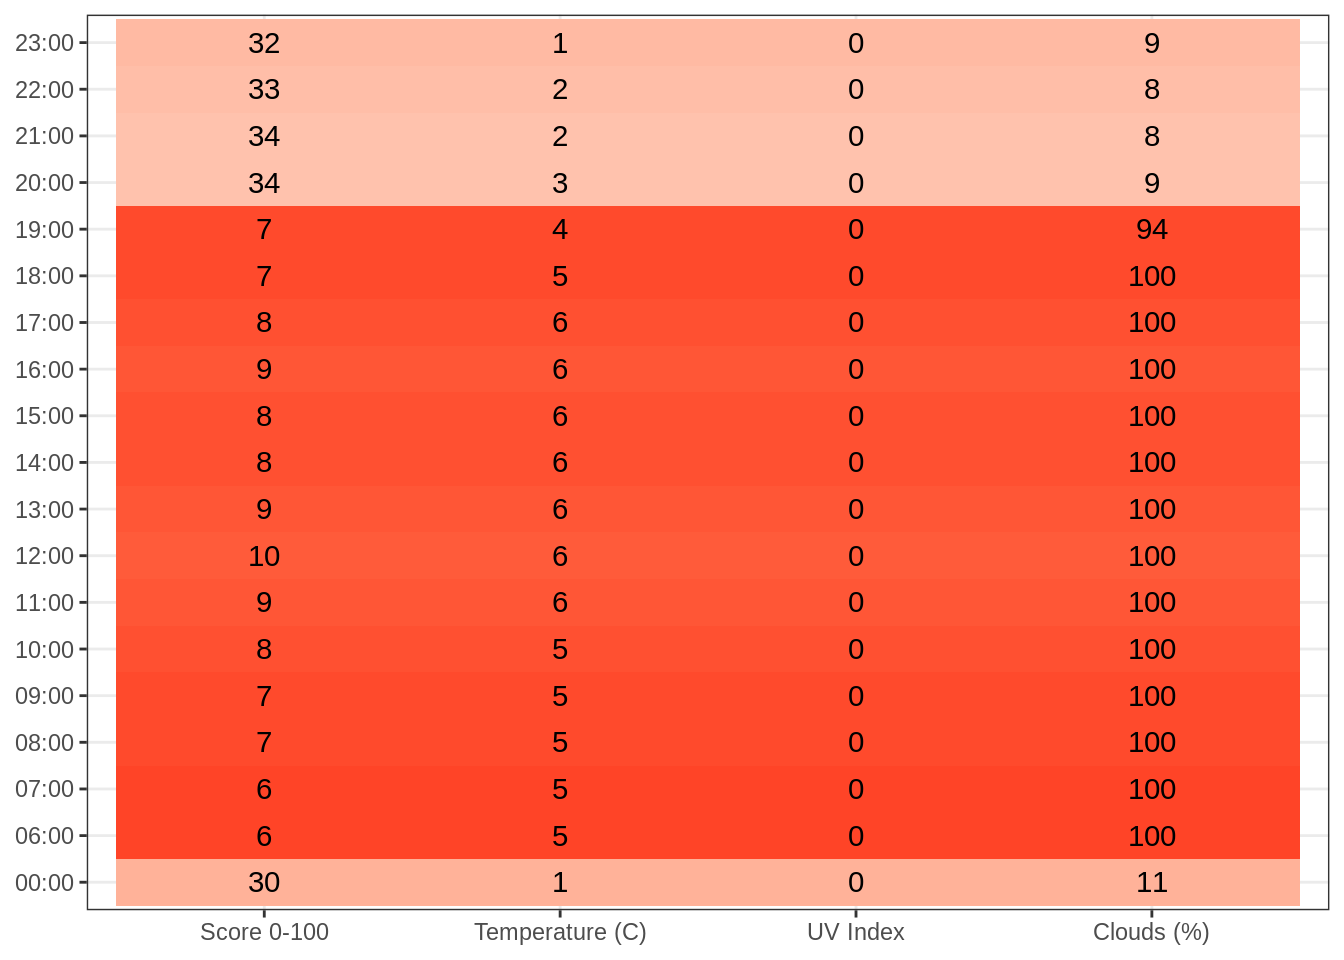 23:00 32 1 0 9
22:00 33 2 0 8
21:00 34 2 0 8
20:00 34 3 0 9
19:00 7 4 0 94
18:00 7 5 0 100
17:00 8 6 0 100
16:00 9 6 0 100
15:00 8 6 0 100
14:00 8 6 0 100
13:00 9 6 0 100
12:00 10 6 0 100
11:00 9 6 0 100
10:00 8 5 0 100
09:00 7 5 0 100
08:00 7 5 0 100
07:00 6 5 0 100
06:00 6 5 0 100
00:00 30 1 0 11
Score 0-100 Temperature (C) UV Index Clouds (%)